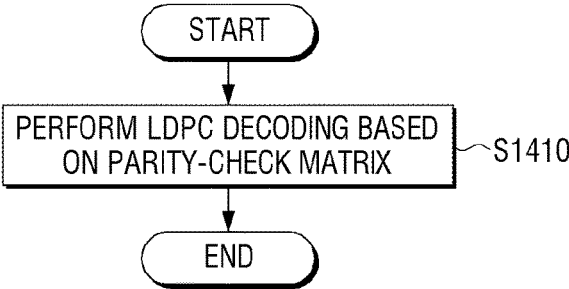 START
PERFORM LDPC DECODING BASED
ON PARITY-CHECK MATRIX
S1410
END